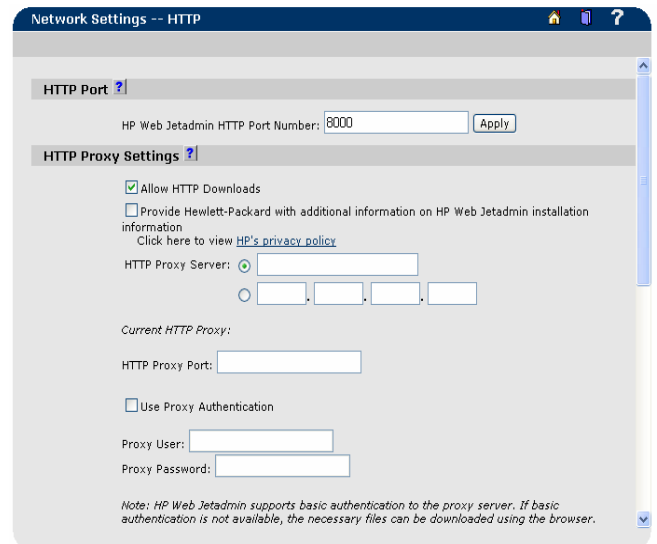 Network Settings -- HTTP
?
HTTP Port ?
HP Web Jetadmin HTTP Port Number: 8000 Apply
HTTP Proxy Settings ?
Allow HTTP Downloads
Provide Hewlett-Packard with additional information on HP Web Jetadmin installation
information
Click here to view HP's privacy policy
HTTP Proxy Server:
. . .
Current HTTP Proxy:
HTTP Proxy Port:
Use Proxy Authentication
Proxy User:
Proxy Password:
Note: HP Web Jetadmin supports basic authentication to the proxy server. If basic
authentication is not available, the necessary files can be downloaded using the browser.